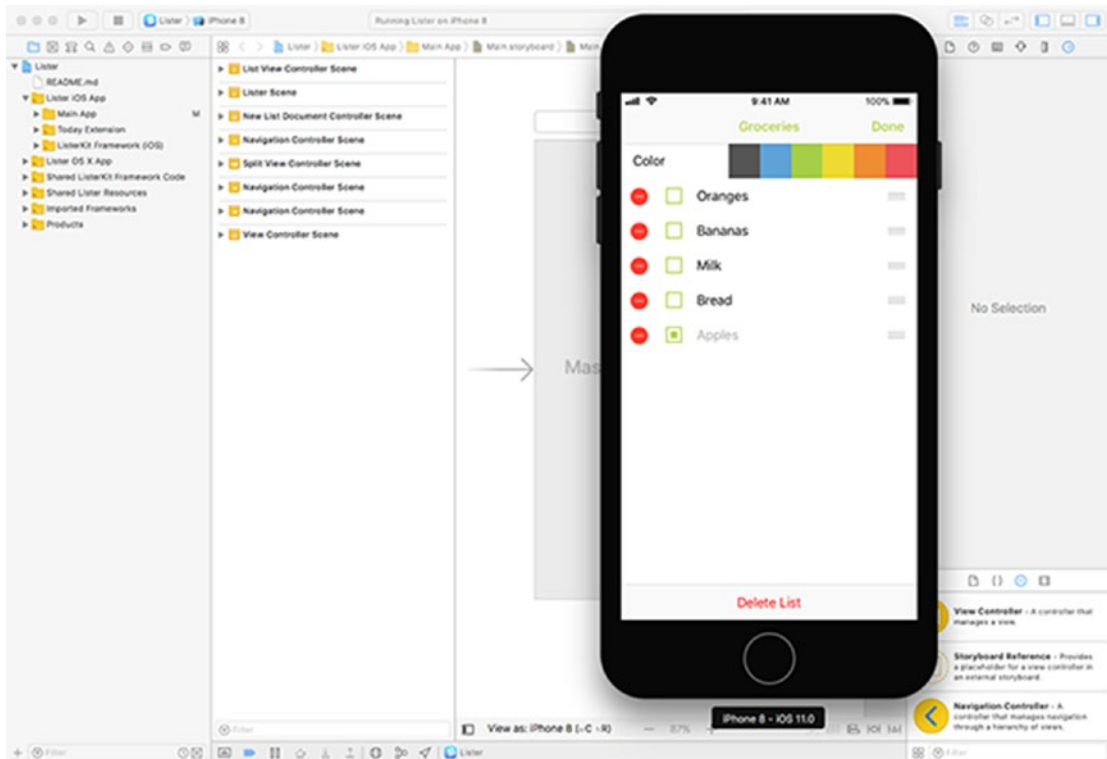 Lister
iPhone 8
Running Lister on iPhone 8
Lister
README.md
Lister iOS App
Main App
M
Today Extension
ListerKit Framework (iOS)
Lister OS X App
Shared ListerKit Framework Code
Shared Lister Resources
Imported Frameworks
Products
Filter
Lister
Lister iOS App
Main App
Main.storyboard
Main
List View Controller Scene
Lister Scene
New List Document Controller Scene
Navigation Controller Scene
Split View Controller Scene
Navigation Controller Scene
Navigation Controller Scene
View Controller Scene
Filter
Mas
View as: iPhone 8 (wC hR)
87%
Lister
9:41 AM
100%
Groceries
Done
Color
Oranges
Bananas
Milk
Bread
Apples
Delete List
iPhone 8 - iOS 11.0
No Selection
View Controller - A controller that
manages a view.
Storyboard Reference - Provides
a placeholder for a view controller in
an external storyboard.
Navigation Controller - A
controller that manages navigation
through a hierarchy of views.
Filter